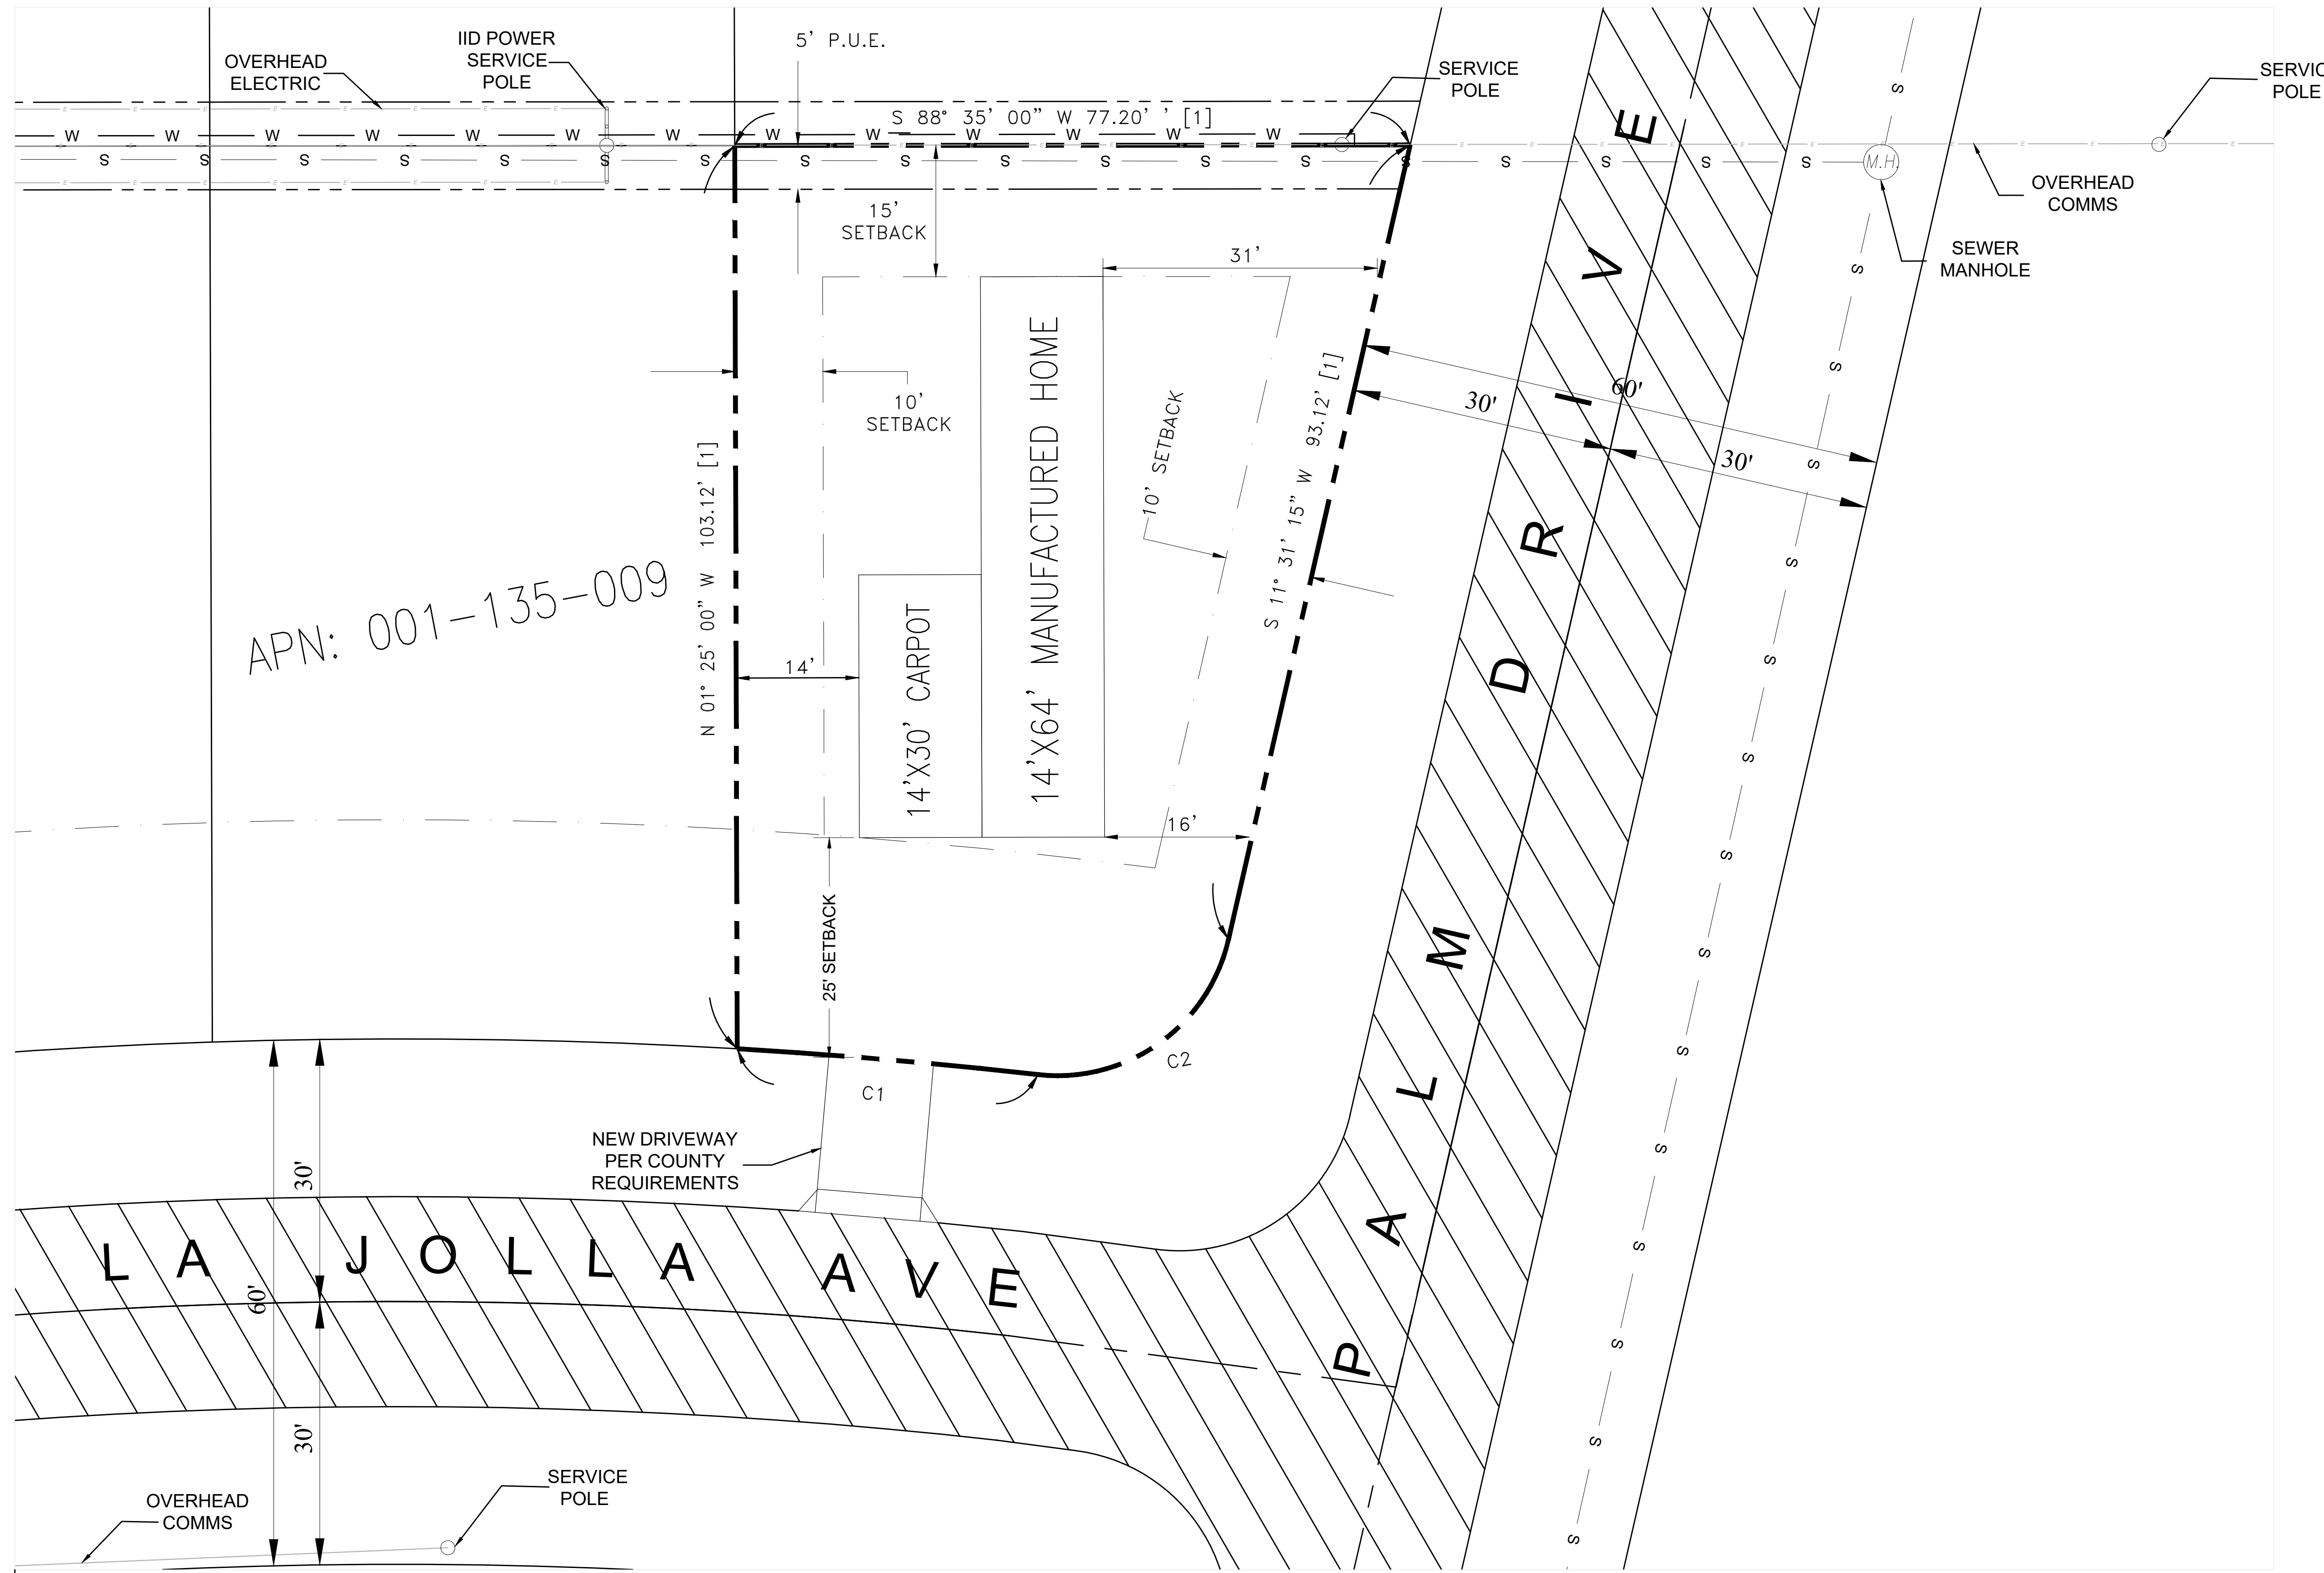 5' P.U.E.
IID POWER
SERVICE
POLE
OVERHEAD
ELECTRIC
SERVICE
POLE
SERVIC
POLE
S 88° 35' 00" W 77.20' ' [1]
W W W W W W W W W W W W W
S S S S S S S S S S S S S S S S S S
E E E E E E E
E E E E E E E
M.H.
OVERHEAD
COMMS
SEWER
MANHOLE
15'
SETBACK
31'
10'
SETBACK
10' SETBACK
60'
30'
30'
N 01° 25' 00" W 103.12' [1]
S 11° 31' 15" W 93.12' [1]
14'X64' MANUFACTURED HOME
14'X30' CARPOT
APN: 001-135-009
14'
16'
25' SETBACK
C1
C2
NEW DRIVEWAY
PER COUNTY
REQUIREMENTS
30'
60'
30'
LA JOLLA AVE
PALM DRIVE
S S S S S S S S S S S S S S S S
SERVICE
POLE
OVERHEAD
COMMS